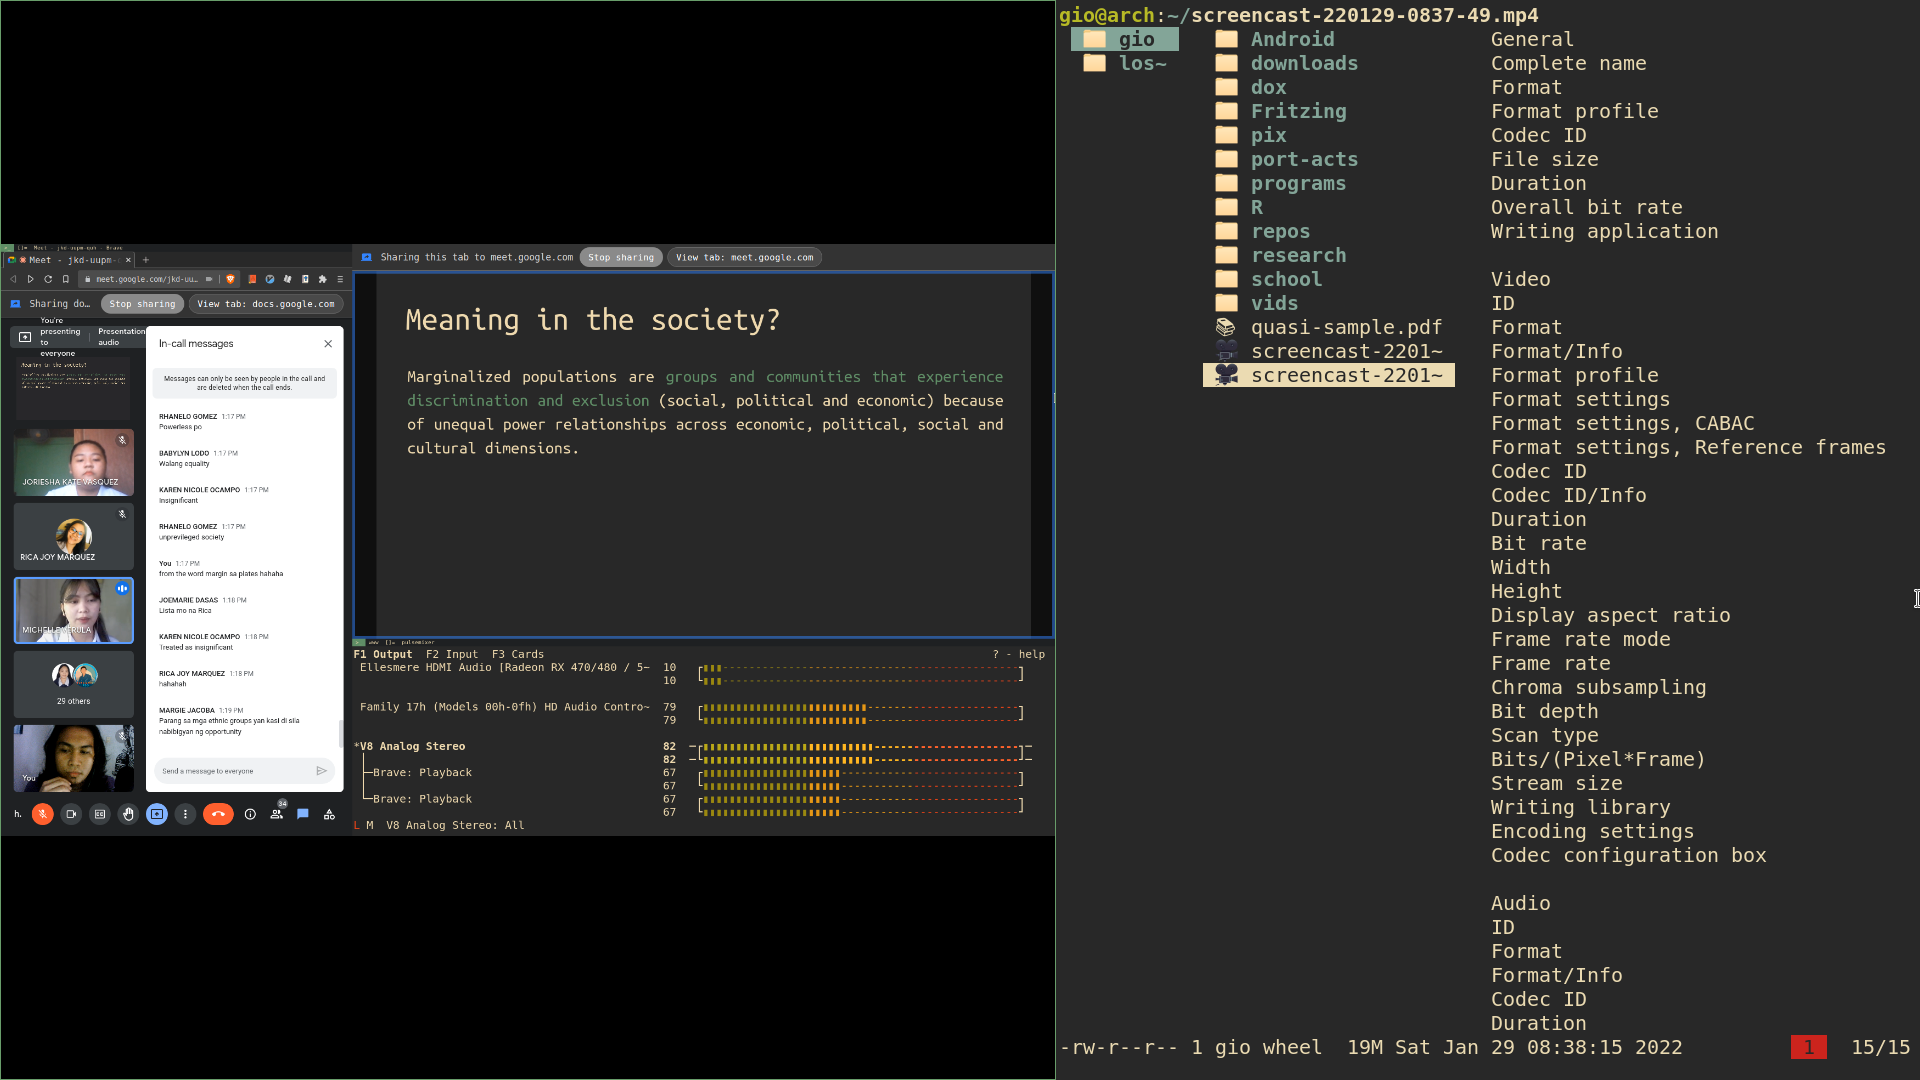 []= Meet - jkd-uupm-quh - Brave
Meet - jkd-uupm-
meet.google.com/jkd-uu...
Sharing do...
Stop sharing
View tab: docs.google.com
You're presenting to everyone
Presentation audio
Meaning in the society?
JORIESHA KATE VASQUEZ
RICA JOY MARQUEZ
MICHELLE
29 others
You
In-call messages
Messages can only be seen by people in the call and
are deleted when the call ends.
RHANELO GOMEZ 1:17 PM
Powerless po
BABYLYN LODO 1:17 PM
Walang equality
KAREN NICOLE OCAMPO 1:17 PM
Insignificant
RHANELO GOMEZ 1:17 PM
unprevileged society
You 1:17 PM
from the word margin sa plates hahaha
JOEMARIE DASAS 1:18 PM
Lista mo na Rica
KAREN NICOLE OCAMPO 1:18 PM
Treated as insignificant
RICA JOY MARQUEZ 1:18 PM
hahahah
MARGIE JACOBA 1:19 PM
Parang sa mga ethnic groups yan kasi di sila
nabibigyan ng opportunity
Send a message to everyone
h.
34
Sharing this tab to meet.google.com
Stop sharing
View tab: meet.google.com
Meaning in the society?
Marginalized populations are groups and communities that experience
discrimination and exclusion (social, political and economic) because
of unequal power relationships across economic, political, social and
cultural dimensions.
www []= pulsemixer
F1 Output F2 Input F3 Cards ? - help
Ellesmere HDMI Audio [Radeon RX 470/480 / 5~ 10
10
Family 17h (Models 00h-0fh) HD Audio Contro~ 79
79
*V8 Analog Stereo 82
82
Brave: Playback 67
67
Brave: Playback 67
67
L M V8 Analog Stereo: All
gio@arch:~/screencast-220129-0837-49.mp4
gio
los~
Android
downloads
dox
Fritzing
pix
port-acts
programs
R
repos
research
school
vids
quasi-sample.pdf
screencast-2201~
screencast-2201~
General
Complete name
Format
Format profile
Codec ID
File size
Duration
Overall bit rate
Writing application
Video
ID
Format
Format/Info
Format profile
Format settings
Format settings, CABAC
Format settings, Reference frames
Codec ID
Codec ID/Info
Duration
Bit rate
Width
Height
Display aspect ratio
Frame rate mode
Frame rate
Chroma subsampling
Bit depth
Scan type
Bits/(Pixel*Frame)
Stream size
Writing library
Encoding settings
Codec configuration box
Audio
ID
Format
Format/Info
Codec ID
Duration
-rw-r--r-- 1 gio wheel 19M Sat Jan 29 08:38:15 2022 1 15/15